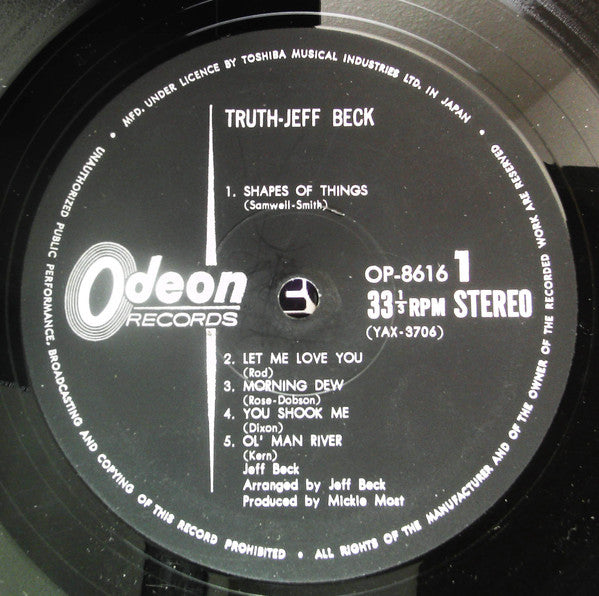 MFD. UNDER LICENCE BY TOSHIBA MUSICAL INDUSTRIES LTD. IN JAPAN
TRUTH-JEFF BECK
1. SHAPES OF THINGS
(Samwell-Smith)
Odeon
RECORDS
OP-8616 1
33 1/3 RPM STEREO
(YAX-3706)
2. LET ME LOVE YOU
(Rod)
3. MORNING DEW
(Rose-Dobson)
4. YOU SHOOK ME
(Dixon)
5. OL' MAN RIVER
(Kern)
Jeff Beck
Arranged by Jeff Beck
Produced by Mickie Most
UNAUTHORIZED PUBLIC PERFORMANCE, BROADCASTING AND COPYING OF THIS RECORD PROHIBITED • ALL RIGHTS OF THE MANUFACTURER AND OF THE OWNER OF THE RECORDED WORK ARE RESERVED •